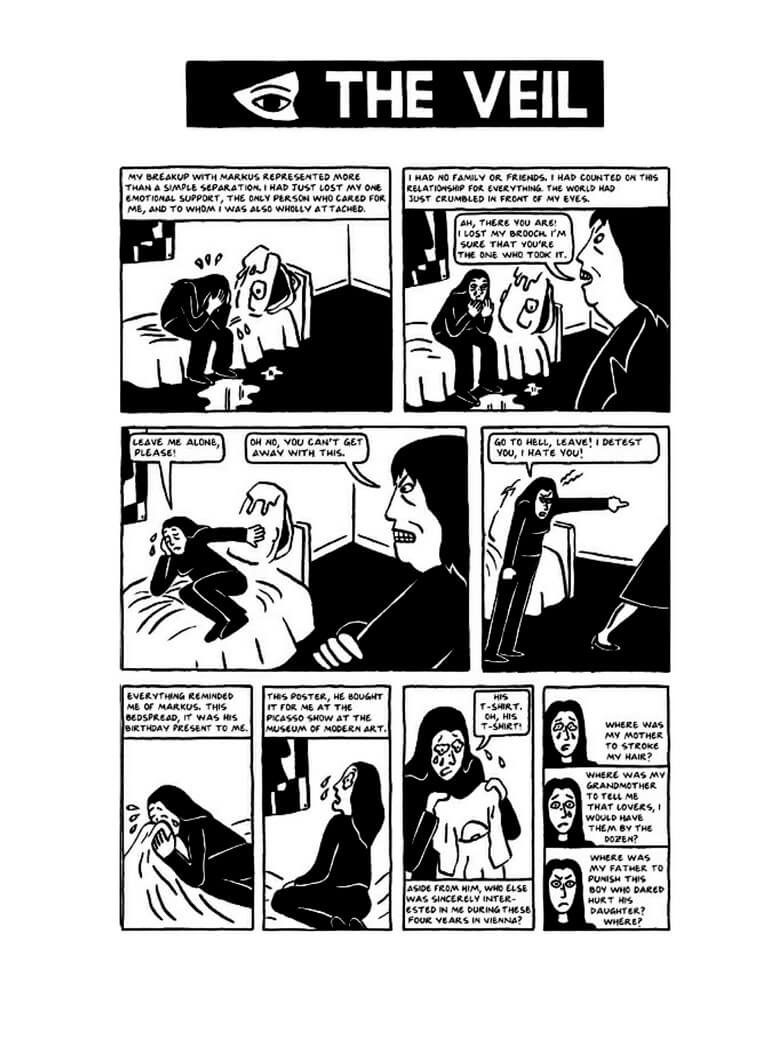 THE VEIL
MY BREAKUP WITH MARKUS REPRESENTED MORE
THAN A SIMPLE SEPARATION. I HAD JUST LOST MY ONE
EMOTIONAL SUPPORT, THE ONLY PERSON WHO CARED FOR
ME, AND TO WHOM I WAS ALSO WHOLLY ATTACHED.
I HAD NO FAMILY OR FRIENDS. I HAD COUNTED ON THIS
RELATIONSHIP FOR EVERYTHING. THE WORLD HAD
JUST CRUMBLED IN FRONT OF MY EYES.
AH, THERE YOU ARE!
I LOST MY BROOCH. I'M
SURE THAT YOU'RE
THE ONE WHO TOOK IT.
LEAVE ME ALONE,
PLEASE!
OH NO, YOU CAN'T GET
AWAY WITH THIS.
GO TO HELL, LEAVE! I DETEST
YOU, I HATE YOU!
EVERYTHING REMINDED
ME OF MARKUS. THIS
BEDSPREAD, IT WAS HIS
BIRTHDAY PRESENT TO ME.
THIS POSTER, HE BOUGHT
IT FOR ME AT THE
PICASSO SHOW AT THE
MUSEUM OF MODERN ART.
HIS
T-SHIRT.
OH, HIS
T-SHIRT!
ASIDE FROM HIM, WHO ELSE
WAS SINCERELY INTER-
ESTED IN ME DURING THESE
FOUR YEARS IN VIENNA?
WHERE WAS
MY MOTHER
TO STROKE
MY HAIR?
WHERE WAS MY
GRANDMOTHER
TO TELL ME
THAT LOVERS, I
WOULD HAVE
THEM BY THE
DOZEN?
WHERE WAS
MY FATHER TO
PUNISH THIS
BOY WHO DARED
HURT HIS
DAUGHTER?
WHERE?